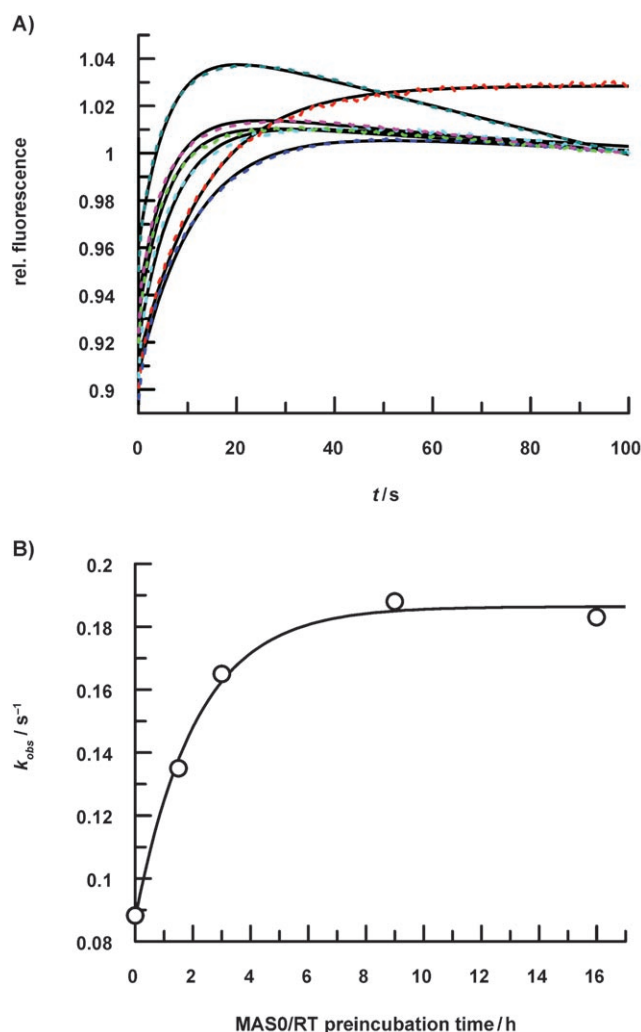 A)
1.04
1.02
1
0.98
0.96
0.94
0.92
0.9
rel. fluorescence
0 20 40 60 80 100
t/s
B)
0.2
0.18
0.16
0.14
0.12
0.1
0.08
kobs / s⁻¹
0 2 4 6 8 10 12 14 16
MAS0/RT preincubation time/h